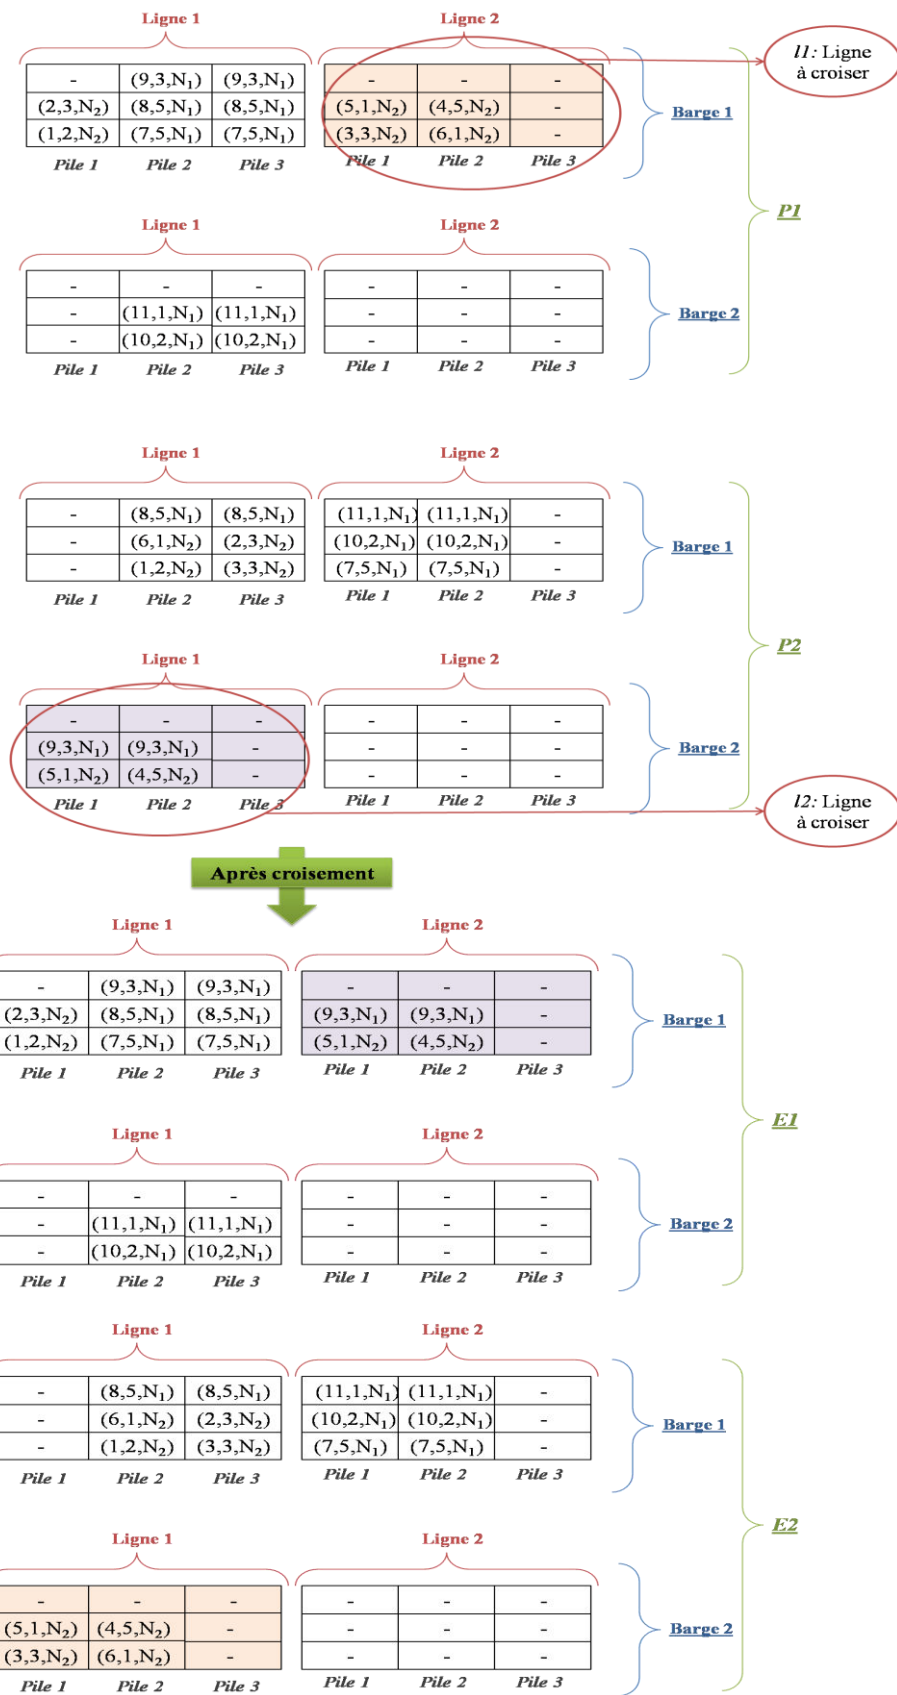 Ligne 1 Ligne 2
l1: Ligne
à croiser
- (9,3,N₁) (9,3,N₁) - - -
(2,3,N₂) (8,5,N₁) (8,5,N₁) (5,1,N₂) (4,5,N₂) - Barge 1
(1,2,N₂) (7,5,N₁) (7,5,N₁) (3,3,N₂) (6,1,N₂) -
Pile 1 Pile 2 Pile 3 Pile 1 Pile 2 Pile 3
P1
Ligne 1 Ligne 2
- - - - - -
- (11,1,N₁) (11,1,N₁) - - - Barge 2
- (10,2,N₁) (10,2,N₁) - - -
Pile 1 Pile 2 Pile 3 Pile 1 Pile 2 Pile 3
Ligne 1 Ligne 2
- (8,5,N₁) (8,5,N₁) (11,1,N₁) (11,1,N₁) -
- (6,1,N₂) (2,3,N₂) (10,2,N₁) (10,2,N₁) - Barge 1
- (1,2,N₂) (3,3,N₂) (7,5,N₁) (7,5,N₁) -
Pile 1 Pile 2 Pile 3 Pile 1 Pile 2 Pile 3
P2
Ligne 1 Ligne 2
- - - - - -
(9,3,N₁) (9,3,N₁) - - - - Barge 2
(5,1,N₂) (4,5,N₂) - - - -
Pile 1 Pile 2 Pile 3 Pile 1 Pile 2 Pile 3
l2: Ligne
à croiser
Après croisement
Ligne 1 Ligne 2
- (9,3,N₁) (9,3,N₁) - - -
(2,3,N₂) (8,5,N₁) (8,5,N₁) (9,3,N₁) (9,3,N₁) - Barge 1
(1,2,N₂) (7,5,N₁) (7,5,N₁) (5,1,N₂) (4,5,N₂) -
Pile 1 Pile 2 Pile 3 Pile 1 Pile 2 Pile 3
E1
Ligne 1 Ligne 2
- - - - - -
- (11,1,N₁) (11,1,N₁) - - - Barge 2
- (10,2,N₁) (10,2,N₁) - - -
Pile 1 Pile 2 Pile 3 Pile 1 Pile 2 Pile 3
Ligne 1 Ligne 2
- (8,5,N₁) (8,5,N₁) (11,1,N₁) (11,1,N₁) -
- (6,1,N₂) (2,3,N₂) (10,2,N₁) (10,2,N₁) - Barge 1
- (1,2,N₂) (3,3,N₂) (7,5,N₁) (7,5,N₁) -
Pile 1 Pile 2 Pile 3 Pile 1 Pile 2 Pile 3
E2
Ligne 1 Ligne 2
- - - - - -
(5,1,N₂) (4,5,N₂) - - - - Barge 2
(3,3,N₂) (6,1,N₂) - - - -
Pile 1 Pile 2 Pile 3 Pile 1 Pile 2 Pile 3